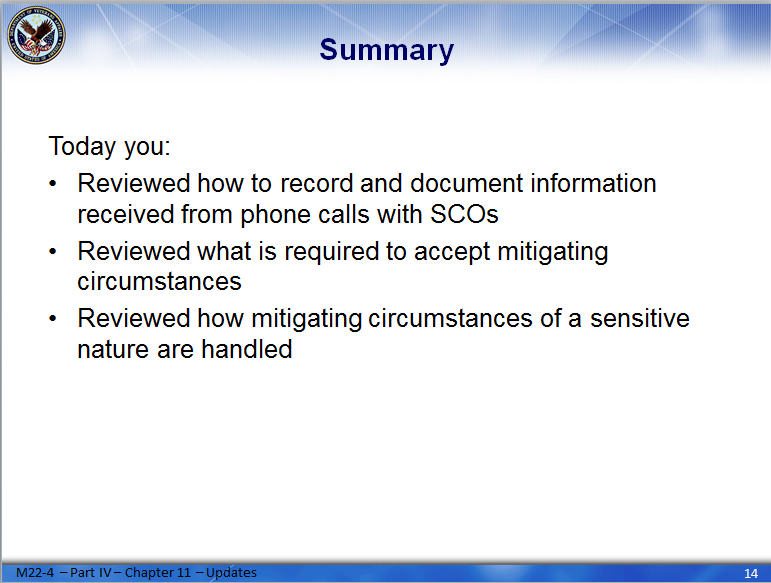 Summary
Today you:
• Reviewed how to record and document information
received from phone calls with SCOs
• Reviewed what is required to accept mitigating
circumstances
• Reviewed how mitigating circumstances of a sensitive
nature are handled
M22-4 – Part IV – Chapter 11 – Updates
14